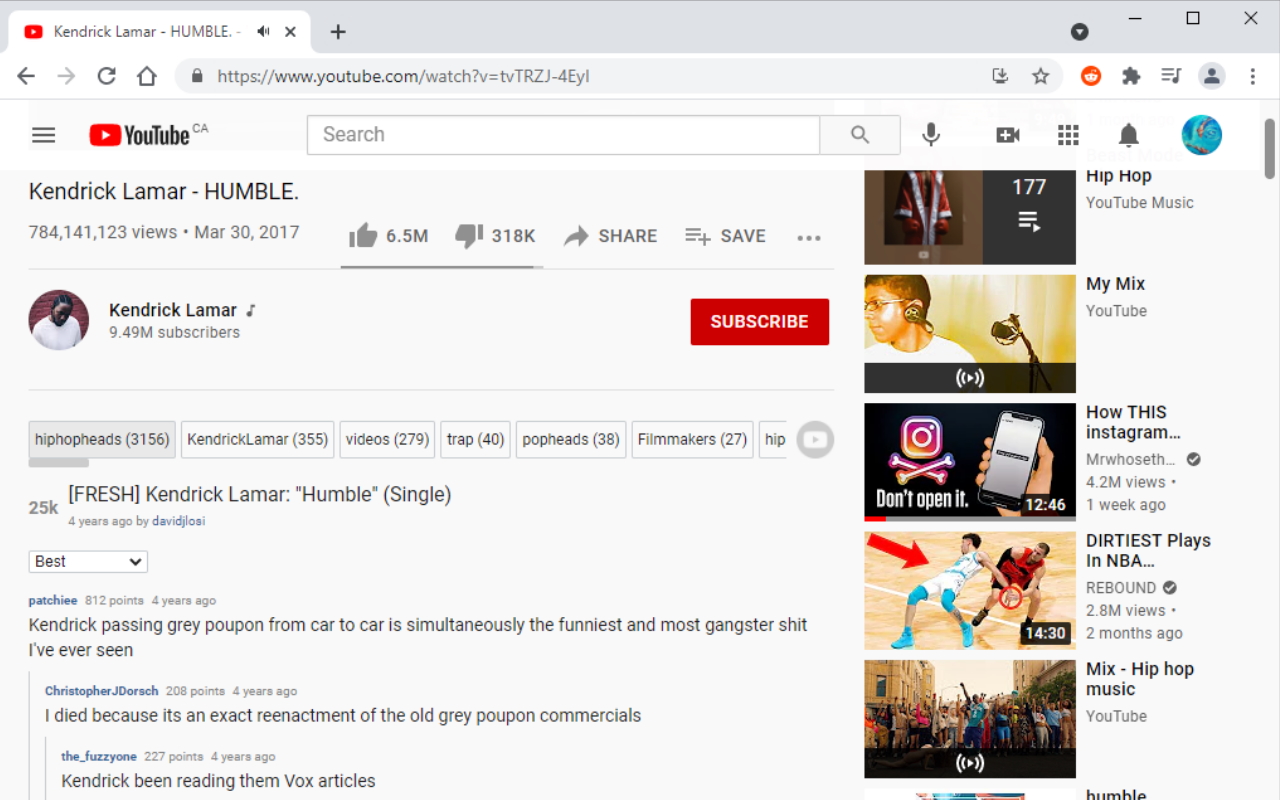 Kendrick Lamar - HUMBLE. -
https://www.youtube.com/watch?v=tvTRZJ-4EyI
YouTube CA
Search
Kendrick Lamar - HUMBLE.
784,141,123 views • Mar 30, 2017
6.5M
318K
SHARE
SAVE
Kendrick Lamar
9.49M subscribers
SUBSCRIBE
hiphopheads (3156)
KendrickLamar (355)
videos (279)
trap (40)
popheads (38)
Filmmakers (27)
hip
25k
[FRESH] Kendrick Lamar: "Humble" (Single)
4 years ago by davidjlosi
Best
patchiee 812 points 4 years ago
Kendrick passing grey poupon from car to car is simultaneously the funniest and most gangster shit
I've ever seen
ChristopherJDorsch 208 points 4 years ago
I died because its an exact reenactment of the old grey poupon commercials
the_fuzzyone 227 points 4 years ago
Kendrick been reading them Vox articles
177
Hip Hop
YouTube Music
My Mix
YouTube
Don't open it.
12:46
How THIS
instagram...
Mrwhoseth...
4.2M views •
1 week ago
14:30
DIRTIEST Plays
In NBA...
REBOUND
2.8M views •
2 months ago
Mix - Hip hop
music
YouTube
humble